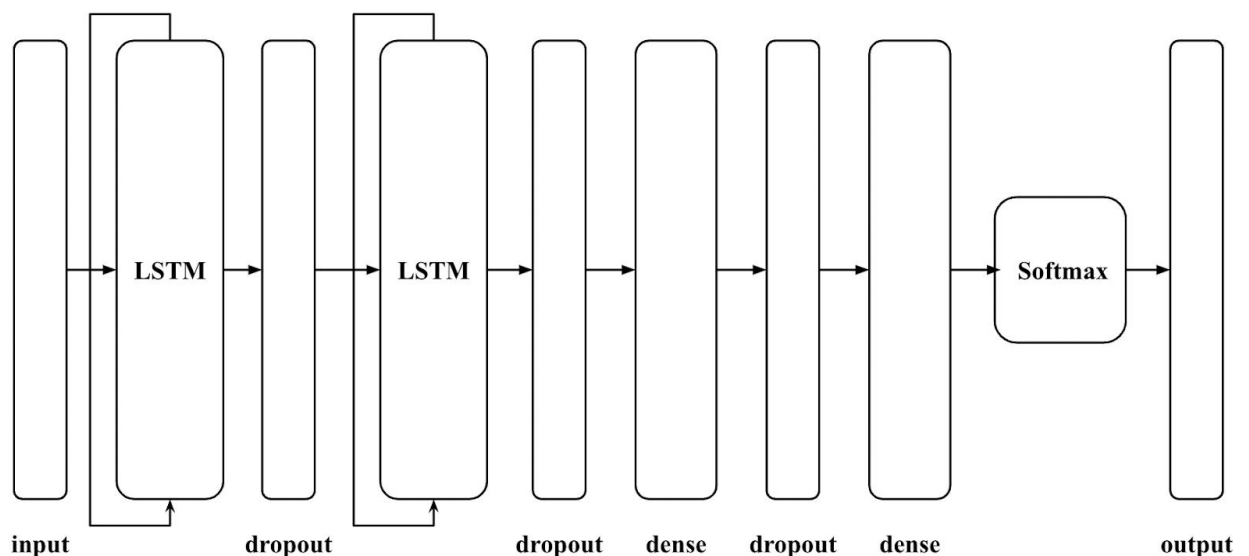 LSTM
LSTM
Softmax
input
dropout
dropout
dense
dropout
dense
output